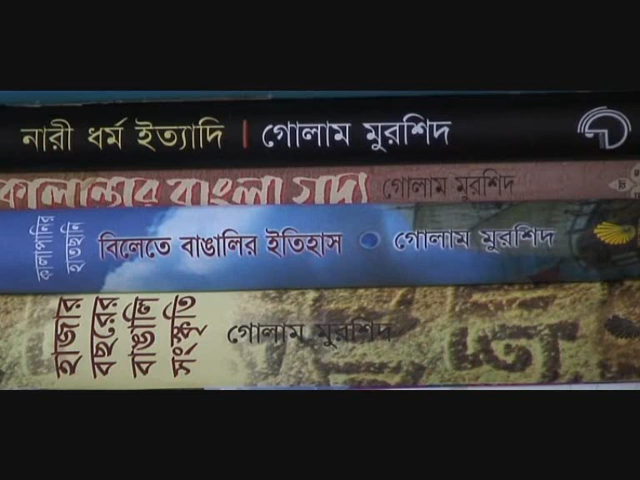 নারী ধর্ম ইত্যাদি | গোলাম মুরশিদ
কালান্তর বাংলা গদ্য গোলাম মুরশিদ
কালাপানির
হাতছানি
বিলেতে বাঙালির ইতিহাস গোলাম মুরশিদ
হাজার
বছরের
বাঙালি
সংস্কৃতি
গোলাম মুরশিদ